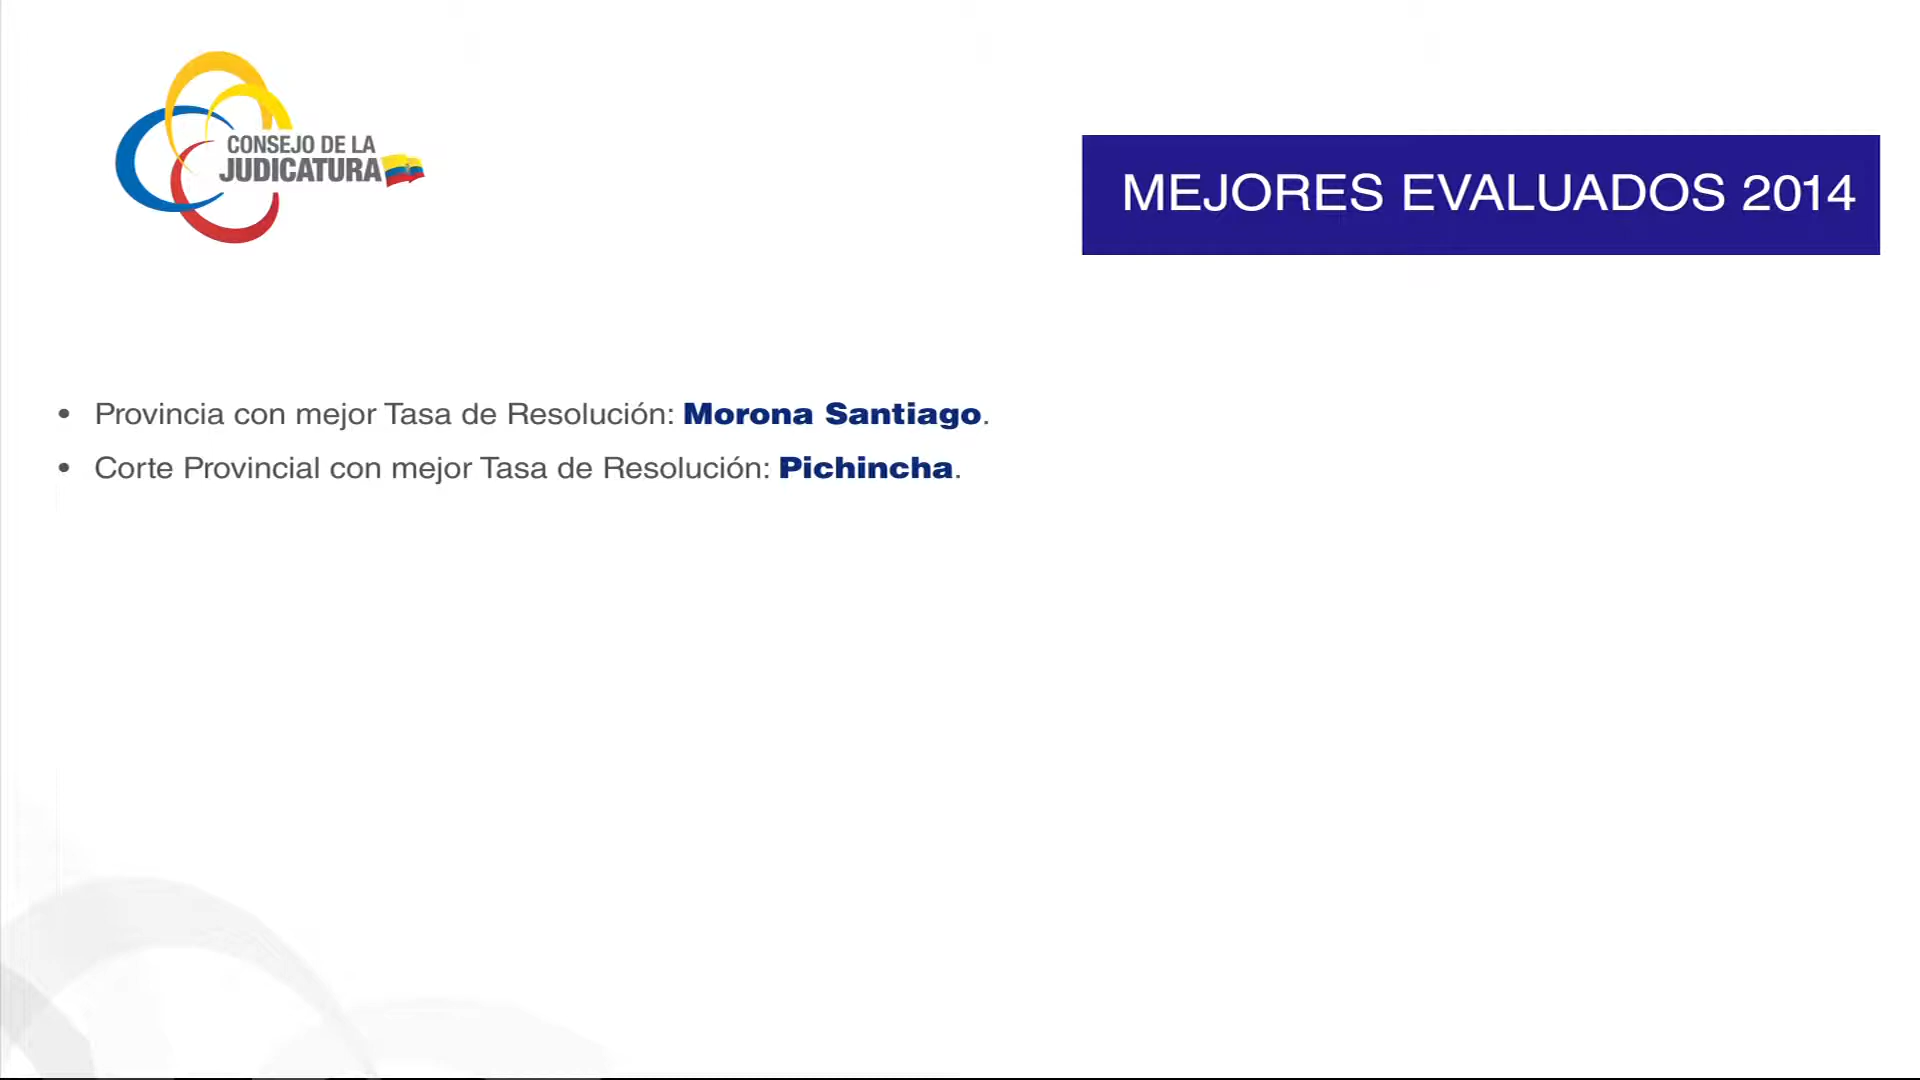 CONSEJO DE LA
JUDICATURA
MEJORES EVALUADOS 2014
• Provincia con mejor Tasa de Resolución: Morona Santiago.
• Corte Provincial con mejor Tasa de Resolución: Pichincha.